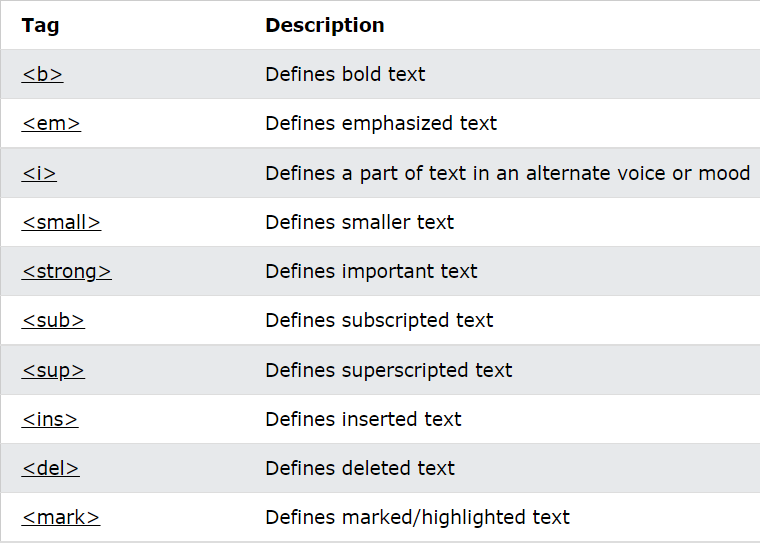 Tag Description
<b> Defines bold text
<em> Defines emphasized text
<i> Defines a part of text in an alternate voice or mood
<small> Defines smaller text
<strong> Defines important text
<sub> Defines subscripted text
<sup> Defines superscripted text
<ins> Defines inserted text
<del> Defines deleted text
<mark> Defines marked/highlighted text